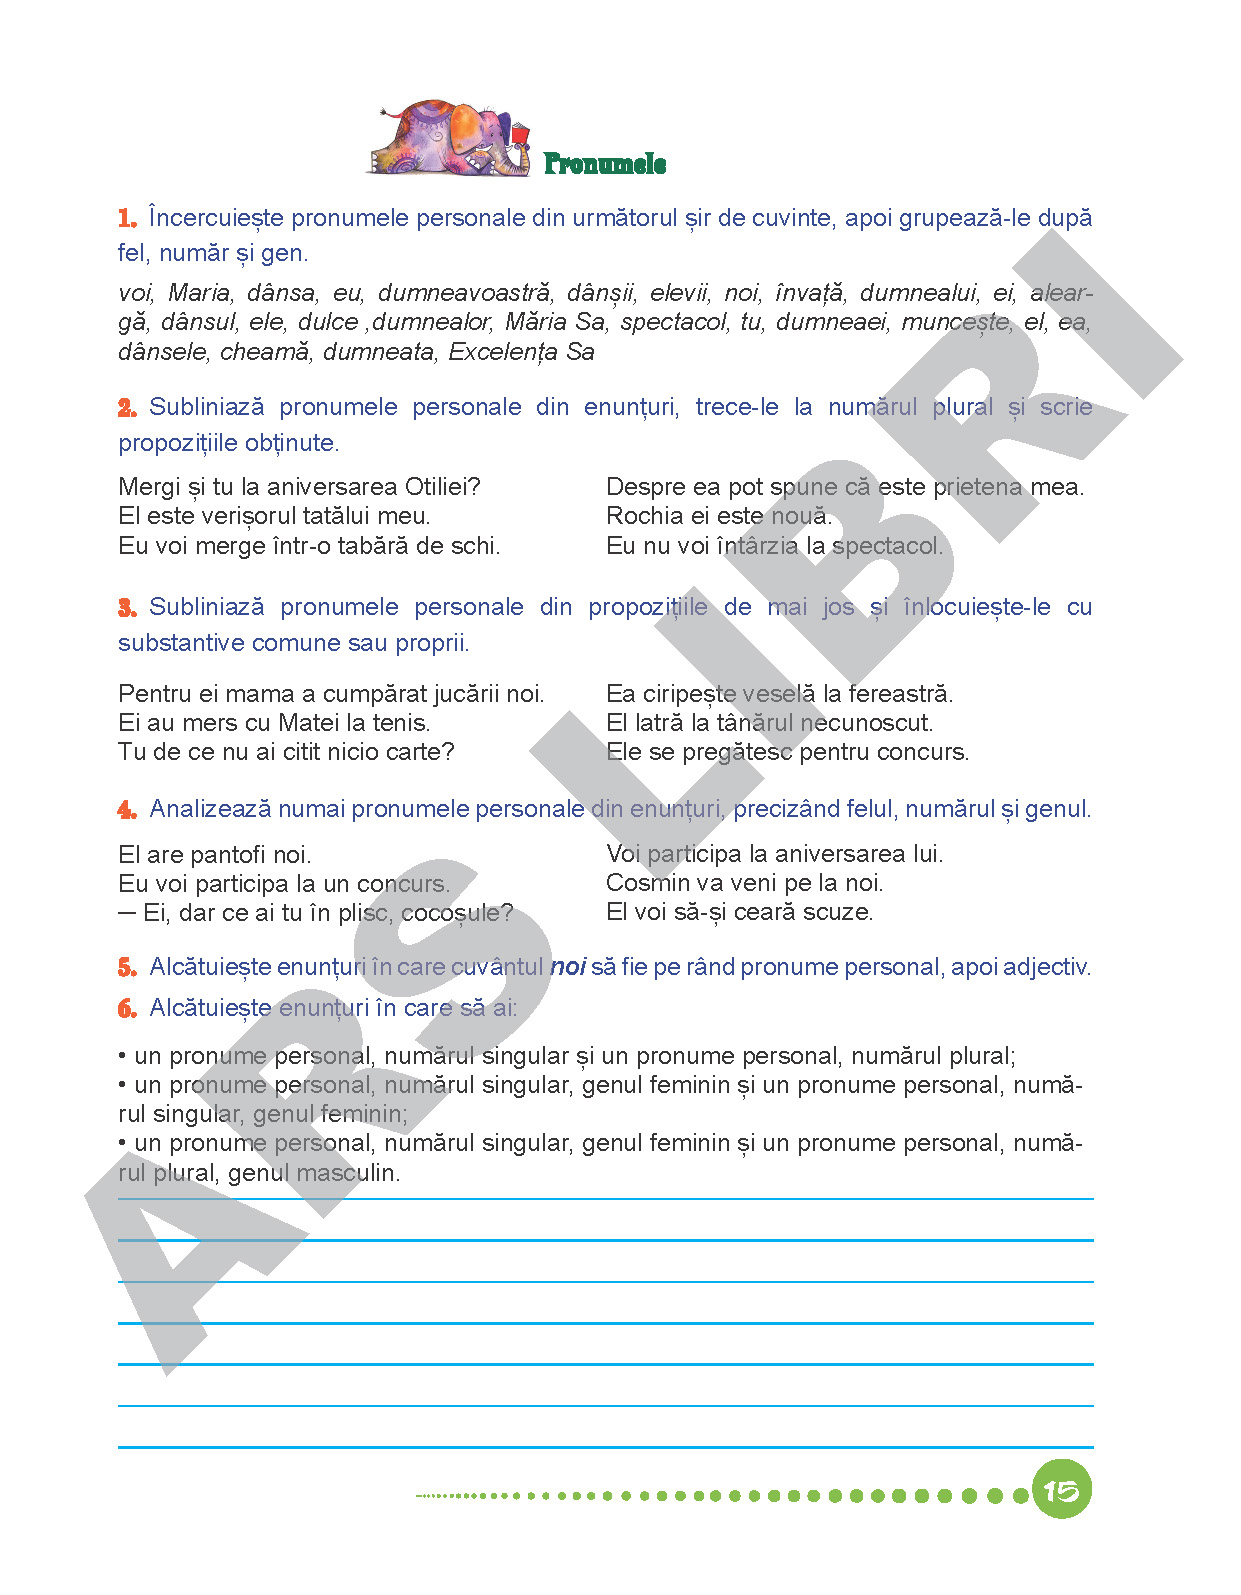 Pronumele
1. Încercuiește pronumele personale din următorul șir de cuvinte, apoi grupează-le după
fel, număr și gen.
voi, Maria, dânsa, eu, dumneavoastră, dânșii, elevii, noi, învață, dumnealui, ei, alear-
gă, dânsul, ele, dulce ,dumnealor, Măria Sa, spectacol, tu, dumneaei, muncește, el, ea,
dânsele, cheamă, dumneata, Excelența Sa
2. Subliniază pronumele personale din enunțuri, trece-le la numărul plural și scrie
propozițiile obținute.
Mergi și tu la aniversarea Otiliei?
El este verișorul tatălui meu.
Eu voi merge într-o tabără de schi.
Despre ea pot spune că este prietena mea.
Rochia ei este nouă.
Eu nu voi întârzia la spectacol.
3. Subliniază pronumele personale din propozițiile de mai jos și înlocuiește-le cu
substantive comune sau proprii.
Pentru ei mama a cumpărat jucării noi.
Ei au mers cu Matei la tenis.
Tu de ce nu ai citit nicio carte?
Ea ciripește veselă la fereastră.
El latră la tânărul necunoscut.
Ele se pregătesc pentru concurs.
4. Analizează numai pronumele personale din enunțuri, precizând felul, numărul și genul.
El are pantofi noi.
Eu voi participa la un concurs.
— Ei, dar ce ai tu în plisc, cocoșule?
Voi participa la aniversarea lui.
Cosmin va veni pe la noi.
El voi să-și ceară scuze.
5. Alcătuiește enunțuri în care cuvântul noi să fie pe rând pronume personal, apoi adjectiv.
6. Alcătuiește enunțuri în care să ai:
• un pronume personal, numărul singular și un pronume personal, numărul plural;
• un pronume personal, numărul singular, genul feminin și un pronume personal, numă-
rul singular, genul feminin;
• un pronume personal, numărul singular, genul feminin și un pronume personal, numă-
rul plural, genul masculin.
15
ARS LIBRI